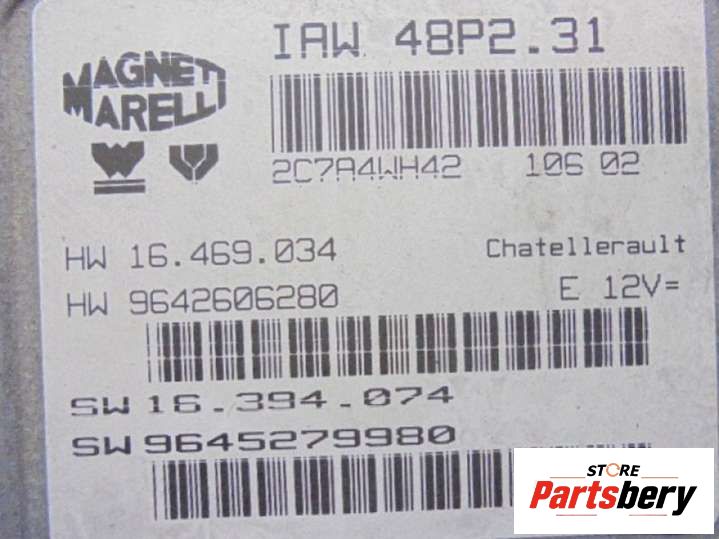 IAW 48P2.31
MAGNETI
MARELLI
2C7A4WH42 106 02
HW 16.469.034 Chatellerault
HW 9642606280 E 12V=
SW 16.394.074
SW 9645279980
STORE
Partsbery